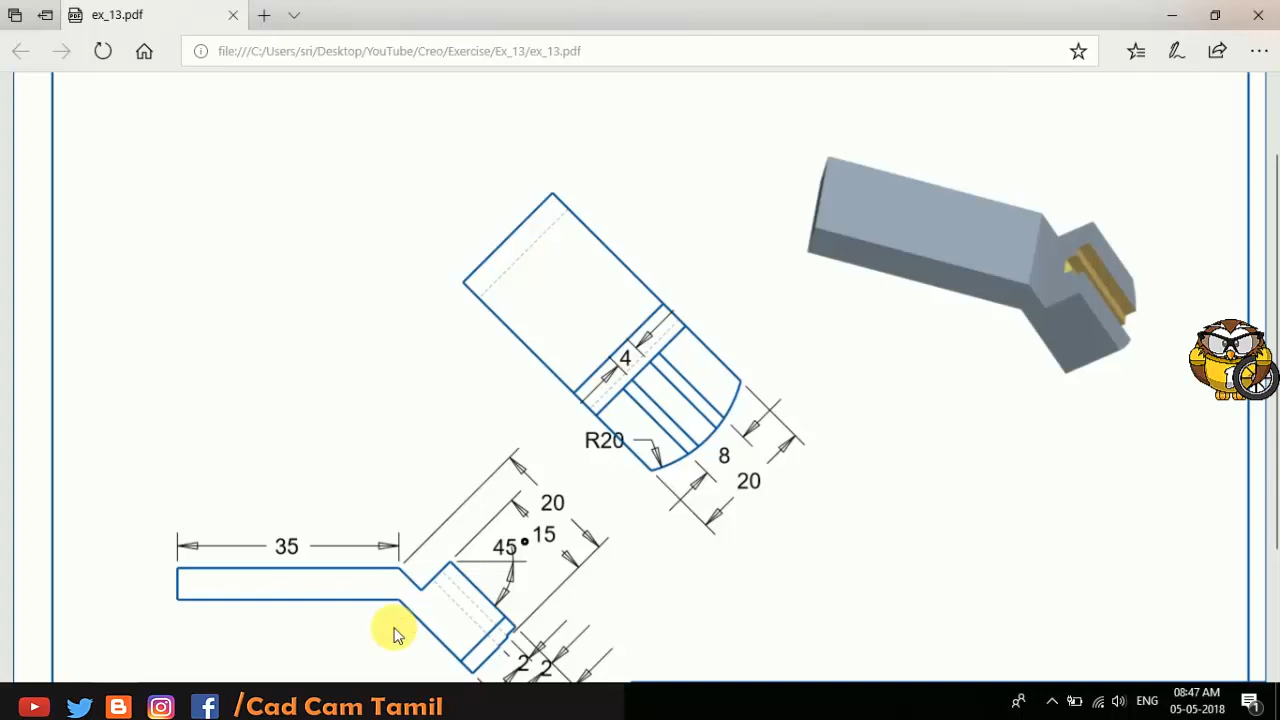 ex_13.pdf
file:///C:/Users/sri/Desktop/YouTube/Creo/Exercise/Ex_13/ex_13.pdf
4
R20
8
20
20
15
45°
35
2 2
/Cad Cam Tamil
ENG
08:47 AM
05-05-2018
1